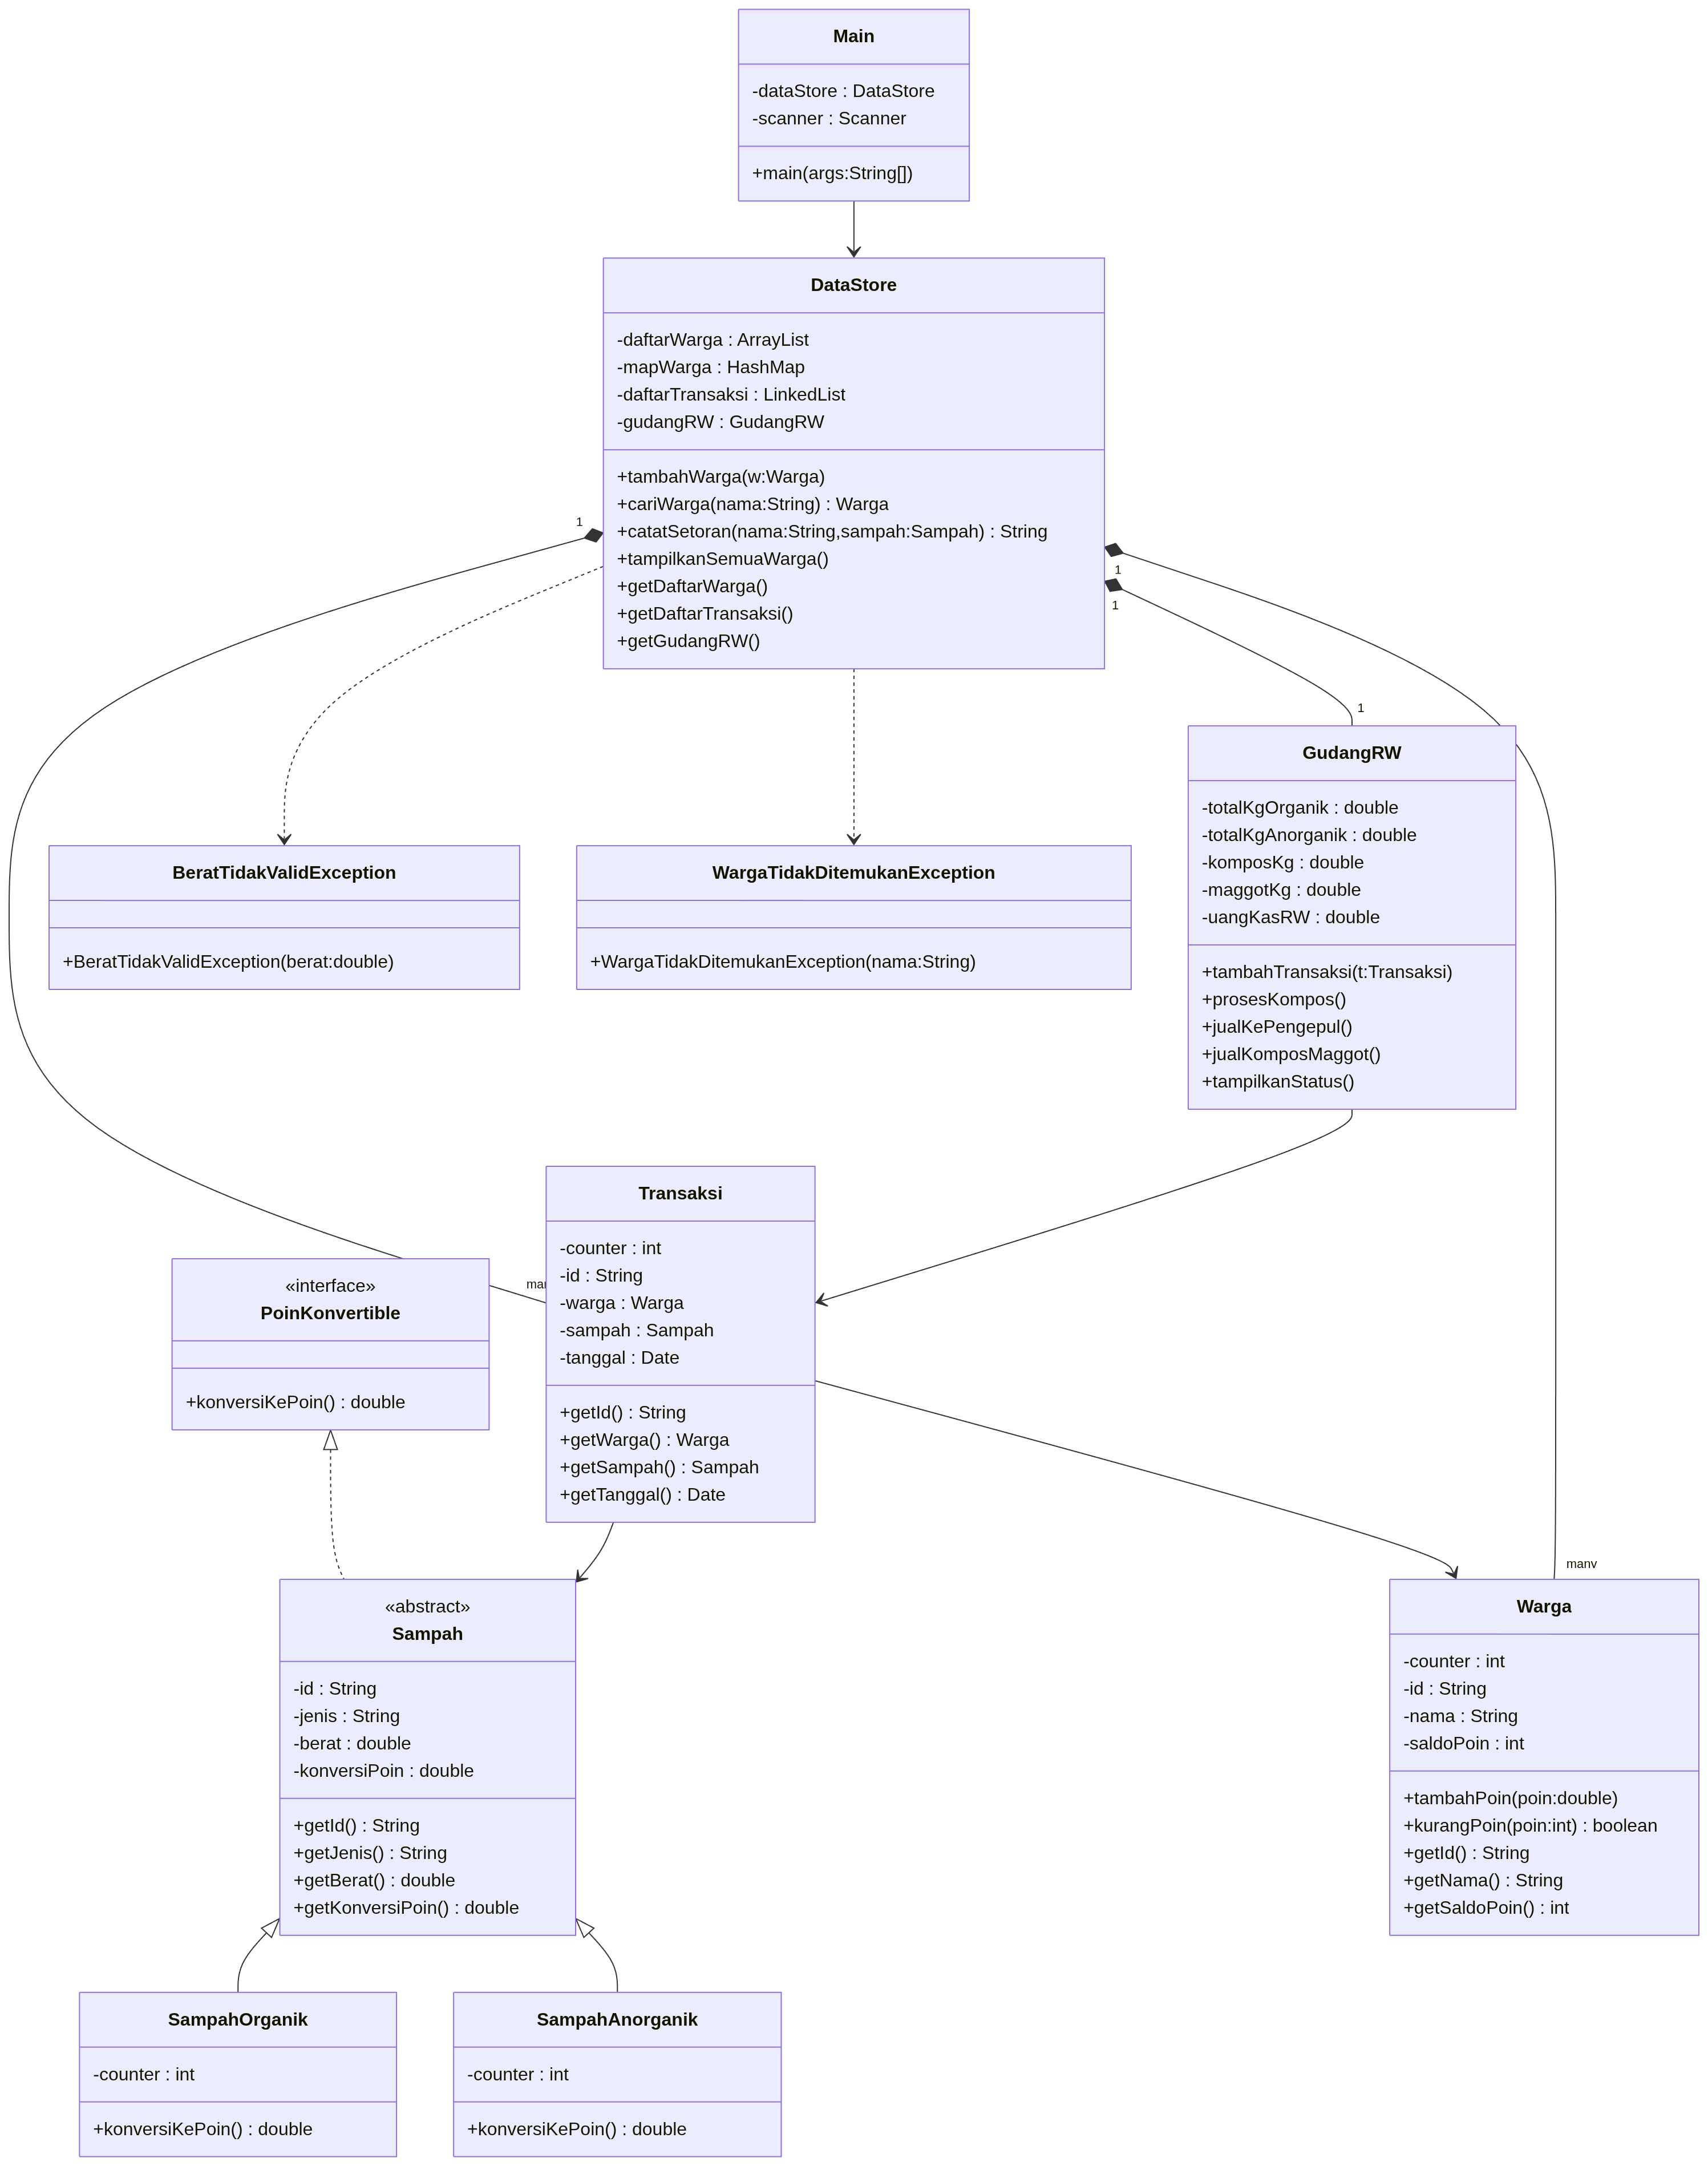 Main
-dataStore : DataStore
-scanner : Scanner
+main(args:String[])
DataStore
-daftarWarga : ArrayList
-mapWarga : HashMap
-daftarTransaksi : LinkedList
-gudangRW : GudangRW
+tambahWarga(w:Warga)
+cariWarga(nama:String) : Warga
+catatSetoran(nama:String,sampah:Sampah) : String
+tampilkanSemuaWarga()
+getDaftarWarga()
+getDaftarTransaksi()
+getGudangRW()
1
1
1
1
GudangRW
-totalKgOrganik : double
-totalKgAnorganik : double
-komposKg : double
-maggotKg : double
-uangKasRW : double
+tambahTransaksi(t:Transaksi)
+prosesKompos()
+jualKePengepul()
+jualKomposMaggot()
+tampilkanStatus()
BeratTidakValidException
+BeratTidakValidException(berat:double)
WargaTidakDitemukanException
+WargaTidakDitemukanException(nama:String)
Transaksi
-counter : int
-id : String
-warga : Warga
-sampah : Sampah
-tanggal : Date
+getId() : String
+getWarga() : Warga
+getSampah() : Sampah
+getTanggal() : Date
«interface»
PoinKonvertible
+konversiKePoin() : double
«abstract»
Sampah
-id : String
-jenis : String
-berat : double
-konversiPoin : double
+getId() : String
+getJenis() : String
+getBerat() : double
+getKonversiPoin() : double
Warga
-counter : int
-id : String
-nama : String
-saldoPoin : int
+tambahPoin(poin:double)
+kurangPoin(poin:int) : boolean
+getId() : String
+getNama() : String
+getSaldoPoin() : int
SampahOrganik
-counter : int
+konversiKePoin() : double
SampahAnorganik
-counter : int
+konversiKePoin() : double